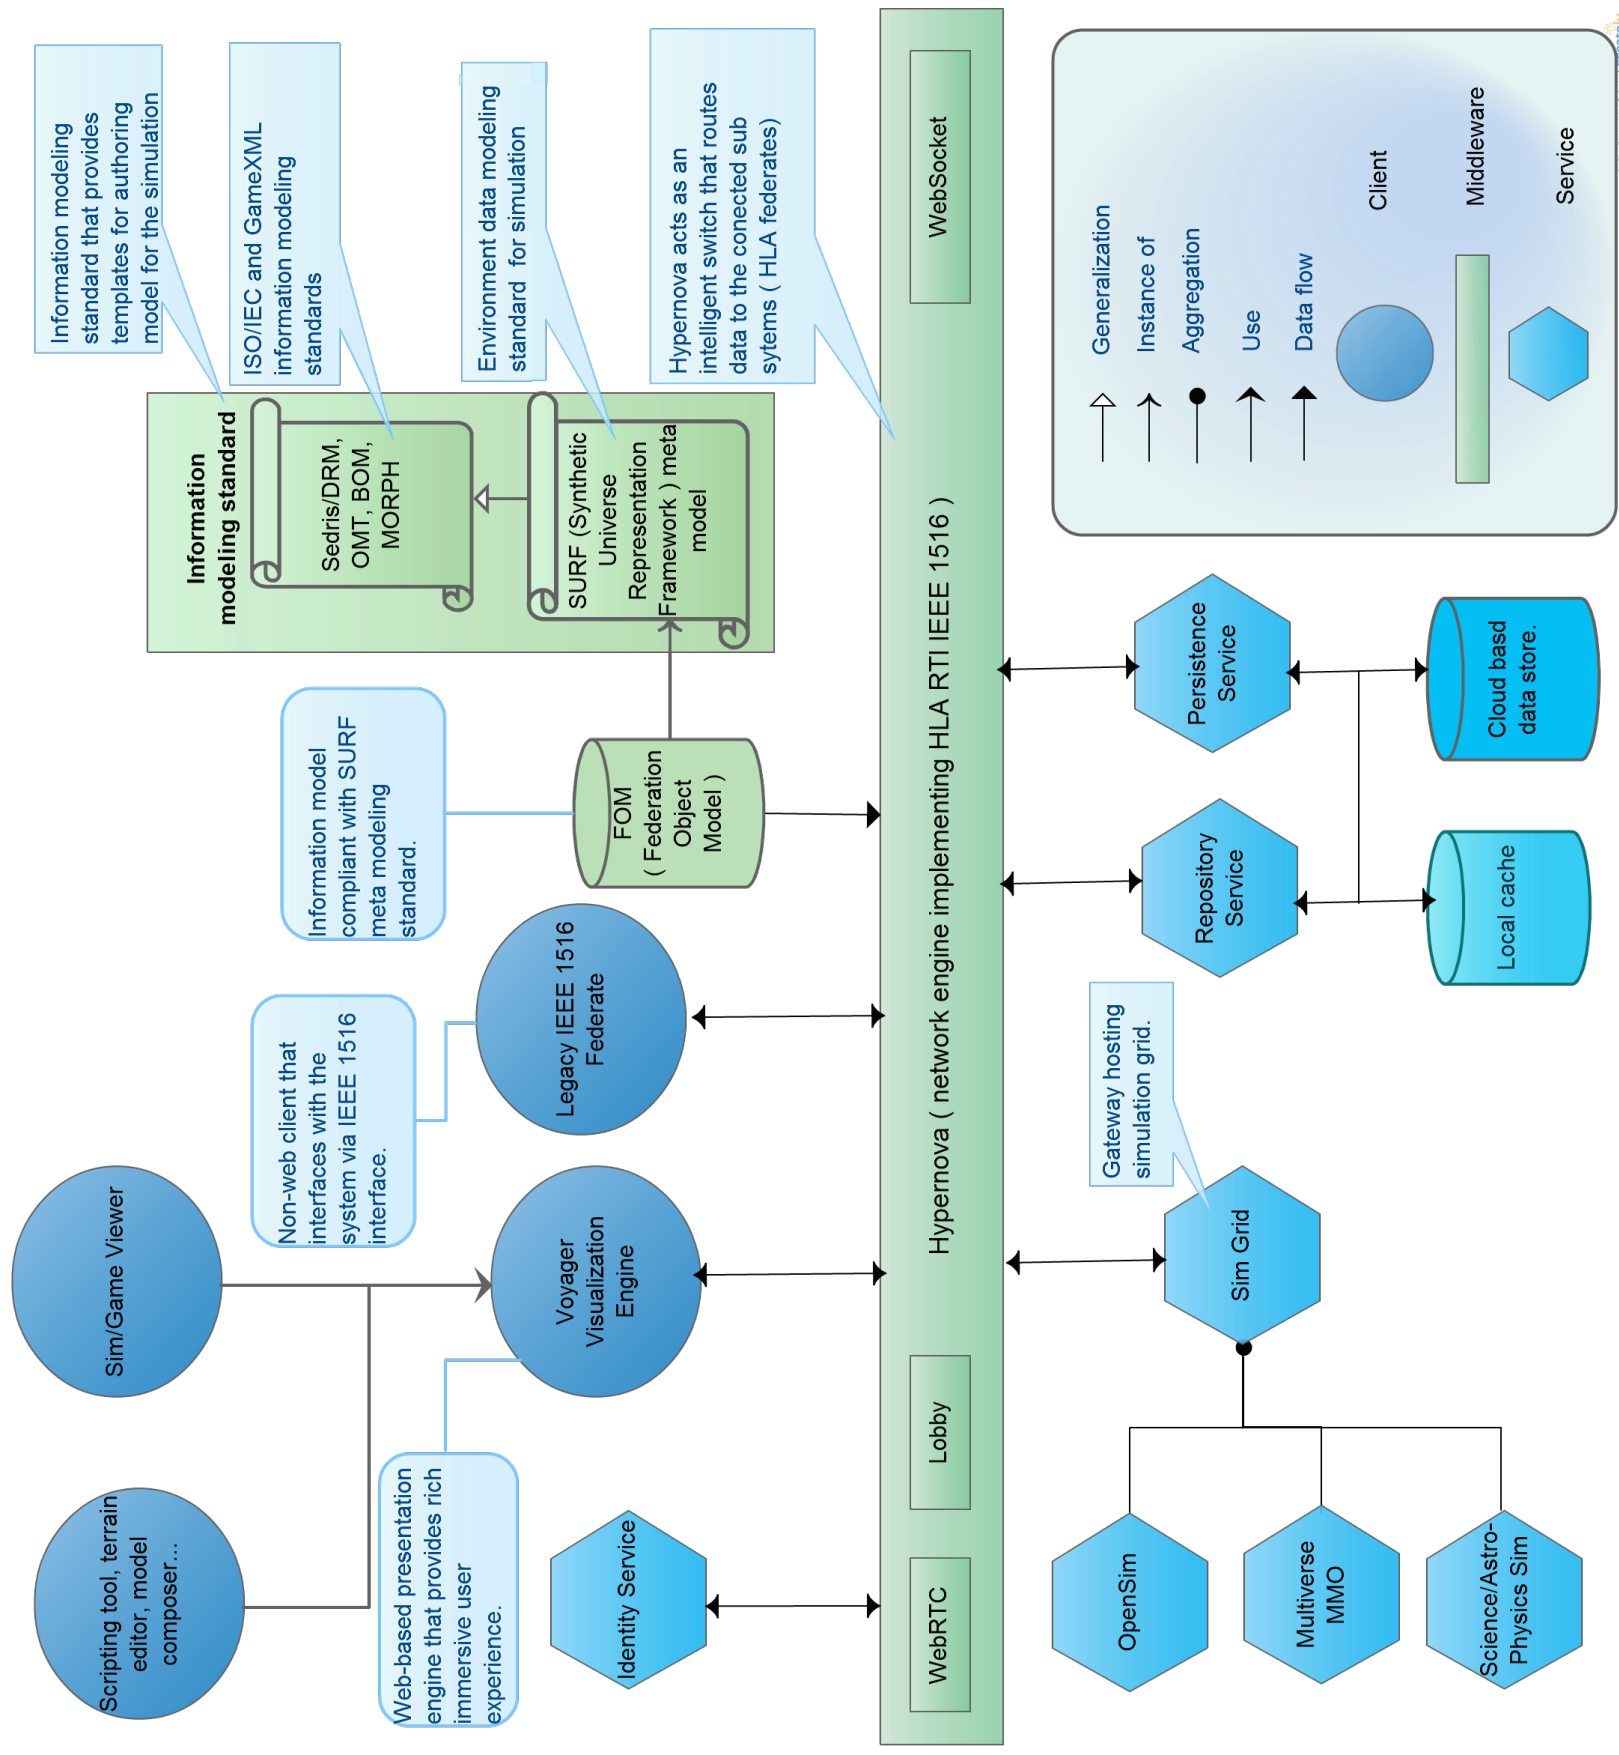 Scripting tool, terrain
editor, model
composer...
Sim/Game Viewer
Web-based presentation
engine that provides rich
immersive user
experience.
Non-web client that
interfaces with the
system via IEEE 1516
interface.
Information model
compliant with SURF
meta modeling
standard.
Information modeling
standard that provides
templates for authoring
model for the simulation
ISO/IEC and GameXML
information modeling
standards
Environment data modeling
standard for simulation
Hypernova acts as an
intelligent switch that routes
data to the conected sub
sytems ( HLA federates)
Information
modeling standard
Sedris/DRM,
OMT, BOM,
MORPH
SURF (Synthetic
Universe
Representation
Framework ) meta
model
Identity Service
Voyager
Visualization
Engine
Legacy IEEE 1516
Federate
FOM
( Federation
Object
Model )
WebRTC
Lobby
Hypernova ( network engine implementing HLA RTI IEEE 1516 )
WebSocket
OpenSim
Multiverse
MMO
Science/Astro-
Physics Sim
Sim Grid
Gateway hosting
simulation grid.
Repository
Service
Persistence
Service
Local cache
Cloud basd
data store.
Generalization
Instance of
Aggregation
Use
Data flow
Client
Middleware
Service